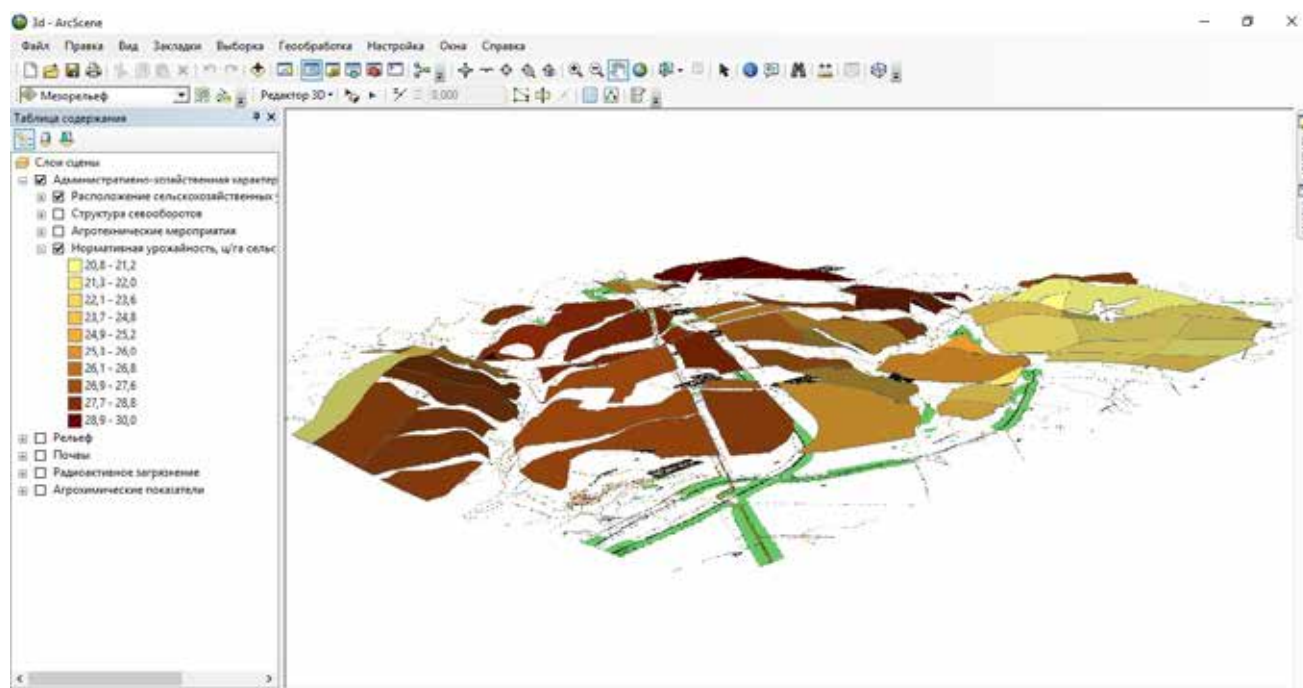 3d - ArcScene
Файл Правка Вид Закладки Выборка Геообработка Настройка Окна Справка
Мезорельеф Редактор 3D
Таблица содержания
Слои сцены
Административно-хозяйственная характер
Расположение сельскохозяйственных
Структура севооборотов
Агротехнические мероприятия
Нормативная урожайность, ц/га сельс
20,8 - 21,2
21,3 - 22,0
22,1 - 23,6
23,7 - 24,8
24,9 - 25,2
25,3 - 26,0
26,1 - 26,8
26,9 - 27,6
27,7 - 28,8
28,9 - 30,0
Рельеф
Почвы
Радиоактивное загрязнение
Агрохимические показатели